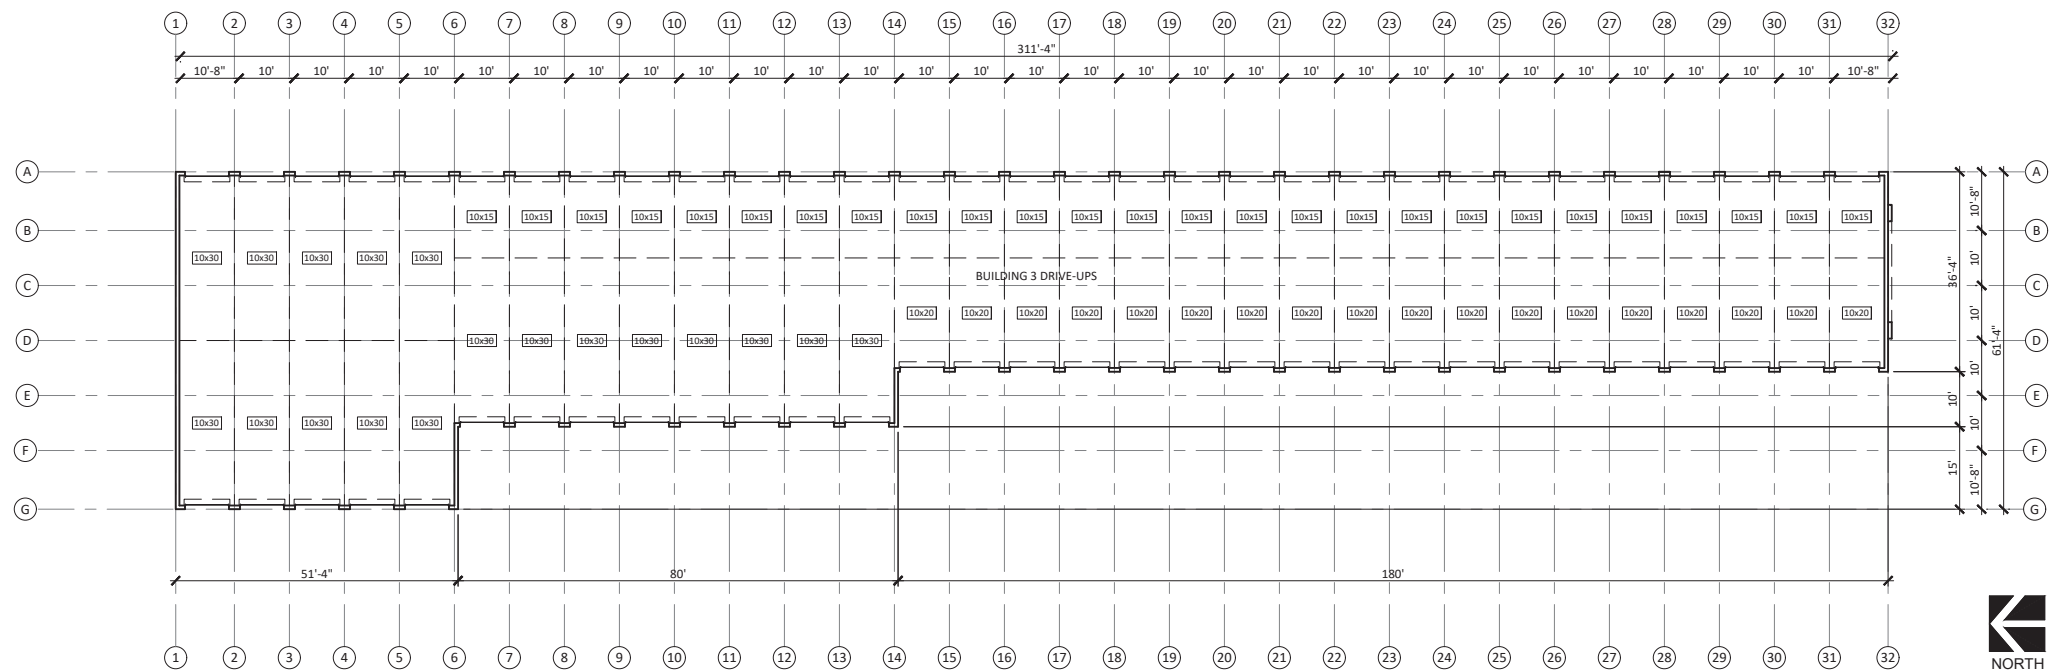 1 2 3 4 5 6 7 8 9 10 11 12 13 14 15 16 17 18 19 20 21 22 23 24 25 26 27 28 29 30 31 32
311'-4"
10'-8" 10' 10' 10' 10' 10' 10' 10' 10' 10' 10' 10' 10' 10' 10' 10' 10' 10' 10' 10' 10' 10' 10' 10' 10' 10' 10' 10' 10' 10' 10'-8"
A A
10'-8"
10x15 10x15 10x15 10x15 10x15 10x15 10x15 10x15 10x15 10x15 10x15 10x15 10x15 10x15 10x15 10x15 10x15 10x15 10x15 10x15 10x15 10x15 10x15 10x15 10x15 10x15
B B
10x30 10x30 10x30 10x30 10x30 10'
36'-4"
BUILDING 3 DRIVE-UPS
C C
10x20 10x20 10x20 10x20 10x20 10x20 10x20 10x20 10x20 10x20 10x20 10x20 10x20 10x20 10x20 10x20 10x20 10x20 10'
D 10x30 10x30 10x30 10x30 10x30 10x30 10x30 10x30 61'-4" D
10'
E 10' E
10x30 10x30 10x30 10x30 10x30 10'
F F
15' 10'-8"
G G
51'-4" 80' 180'
1 2 3 4 5 6 7 8 9 10 11 12 13 14 15 16 17 18 19 20 21 22 23 24 25 26 27 28 29 30 31 32
NORTH